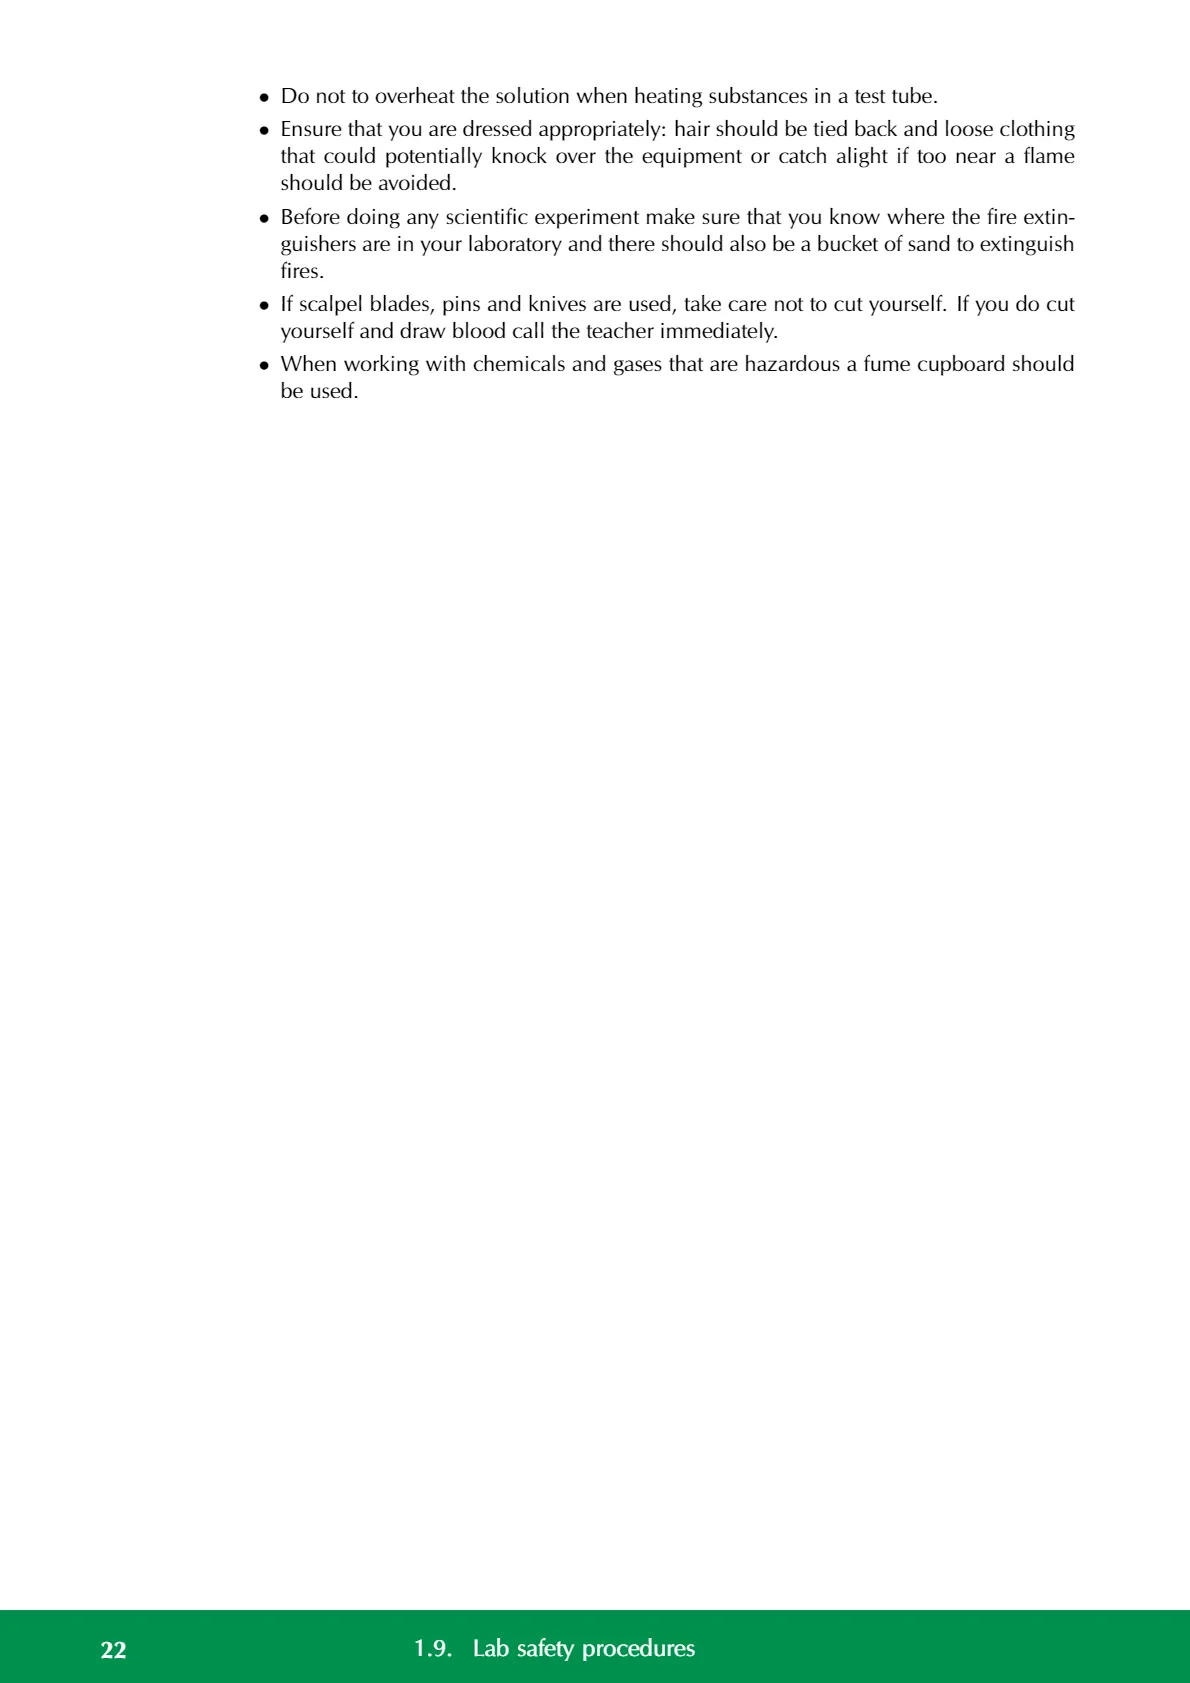 • Do not to overheat the solution when heating substances in a test tube.
• Ensure that you are dressed appropriately: hair should be tied back and loose clothing
that could potentially knock over the equipment or catch alight if too near a flame
should be avoided.
• Before doing any scientific experiment make sure that you know where the fire extin-
guishers are in your laboratory and there should also be a bucket of sand to extinguish
fires.
• If scalpel blades, pins and knives are used, take care not to cut yourself. If you do cut
yourself and draw blood call the teacher immediately.
• When working with chemicals and gases that are hazardous a fume cupboard should
be used.
22 1.9. Lab safety procedures